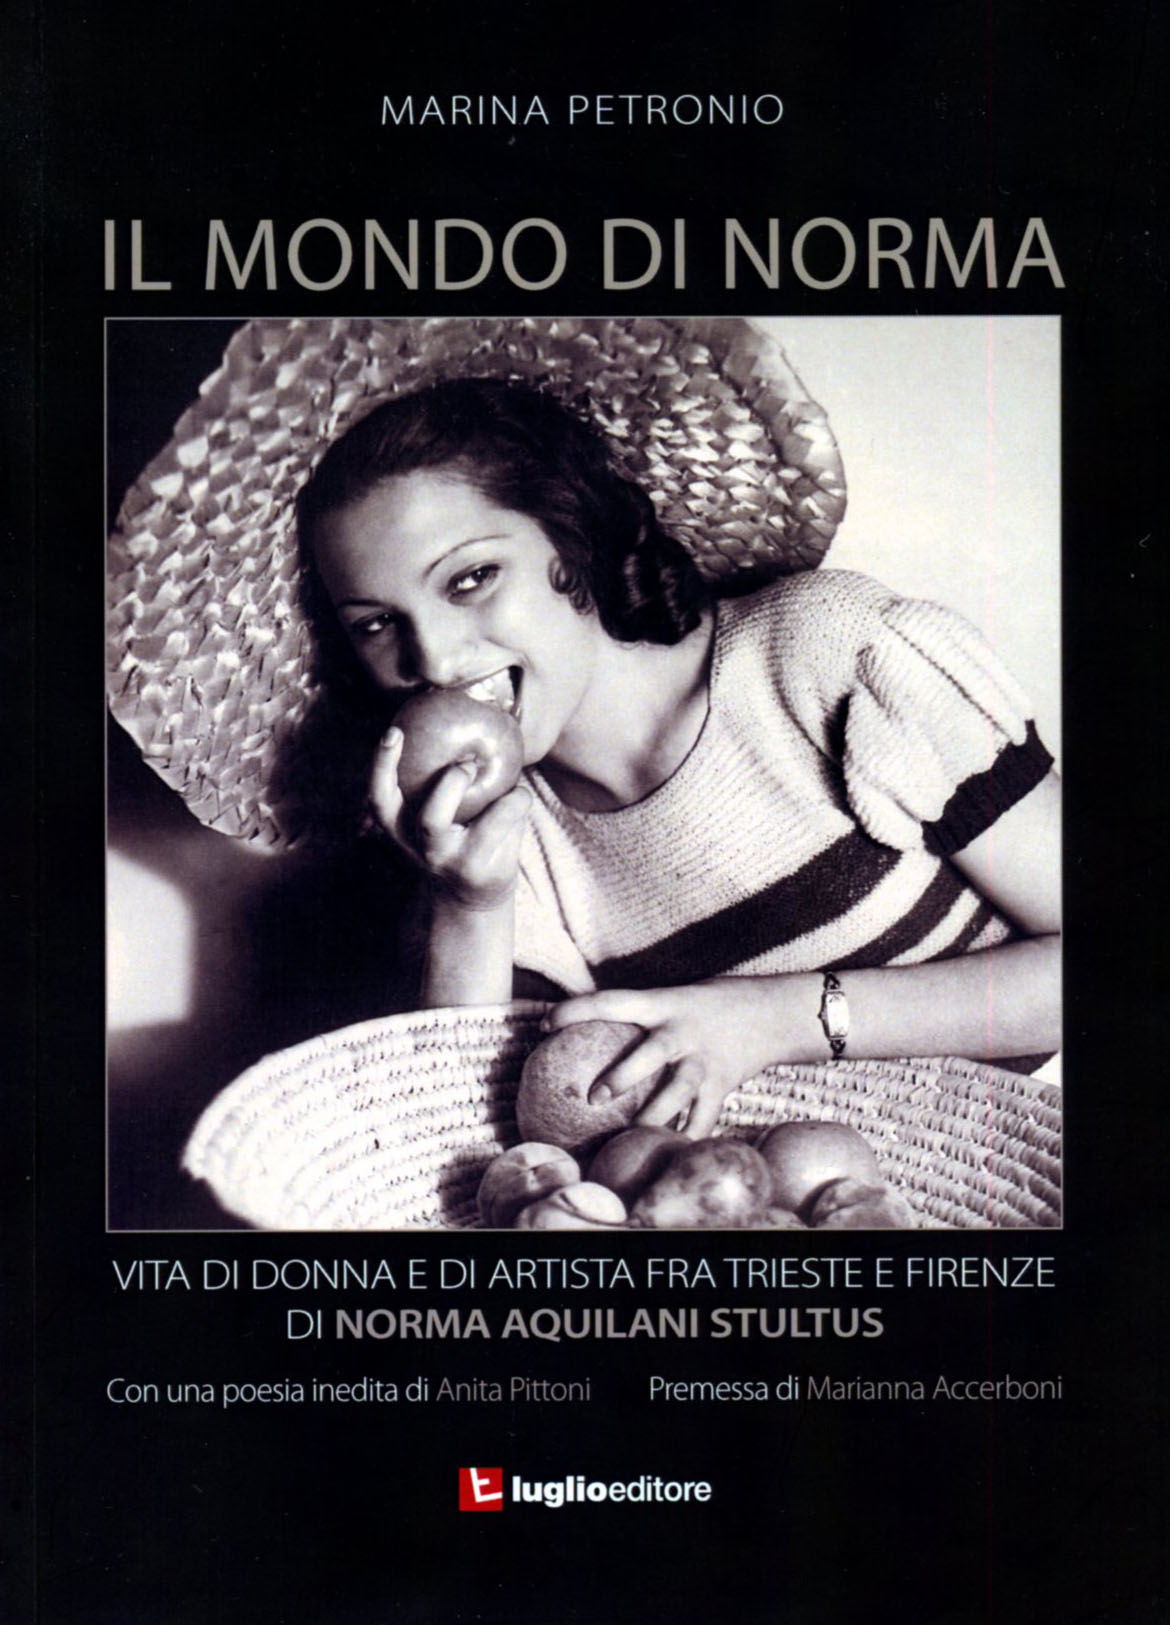 MARINA PETRONIO
IL MONDO DI NORMA
VITA DI DONNA E DI ARTISTA FRA TRIESTE E FIRENZE
DI NORMA AQUILANI STULTUS
Con una poesia inedita di Anita Pittoni Premessa di Marianna Accerboni
luglioeditore